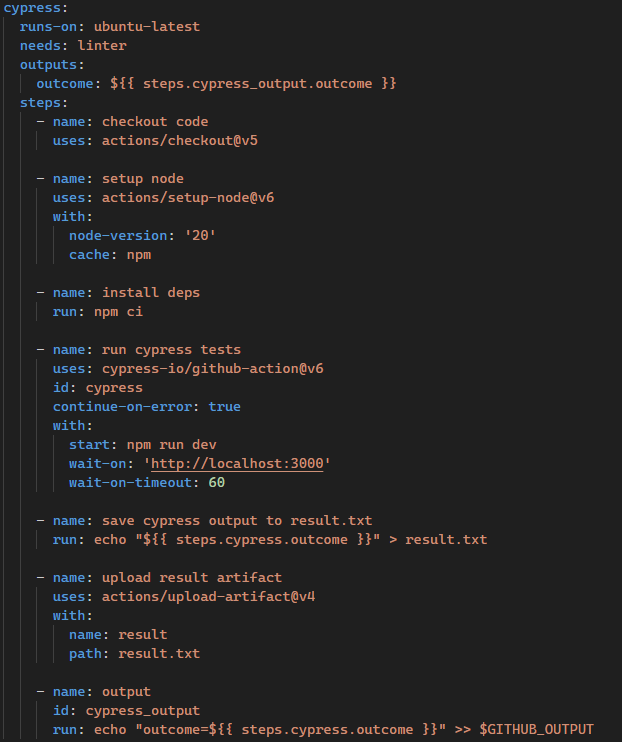 cypress:
  runs-on: ubuntu-latest
  needs: linter
  outputs:
    outcome: ${{ steps.cypress_output.outcome }}
  steps:
    - name: checkout code
      uses: actions/checkout@v5

    - name: setup node
      uses: actions/setup-node@v6
      with:
        node-version: '20'
        cache: npm

    - name: install deps
      run: npm ci

    - name: run cypress tests
      uses: cypress-io/github-action@v6
      id: cypress
      continue-on-error: true
      with:
        start: npm run dev
        wait-on: 'http://localhost:3000'
        wait-on-timeout: 60

    - name: save cypress output to result.txt
      run: echo "${{ steps.cypress.outcome }}" > result.txt

    - name: upload result artifact
      uses: actions/upload-artifact@v4
      with:
        name: result
        path: result.txt

    - name: output
      id: cypress_output
      run: echo "outcome=${{ steps.cypress.outcome }}" >> $GITHUB_OUTPUT